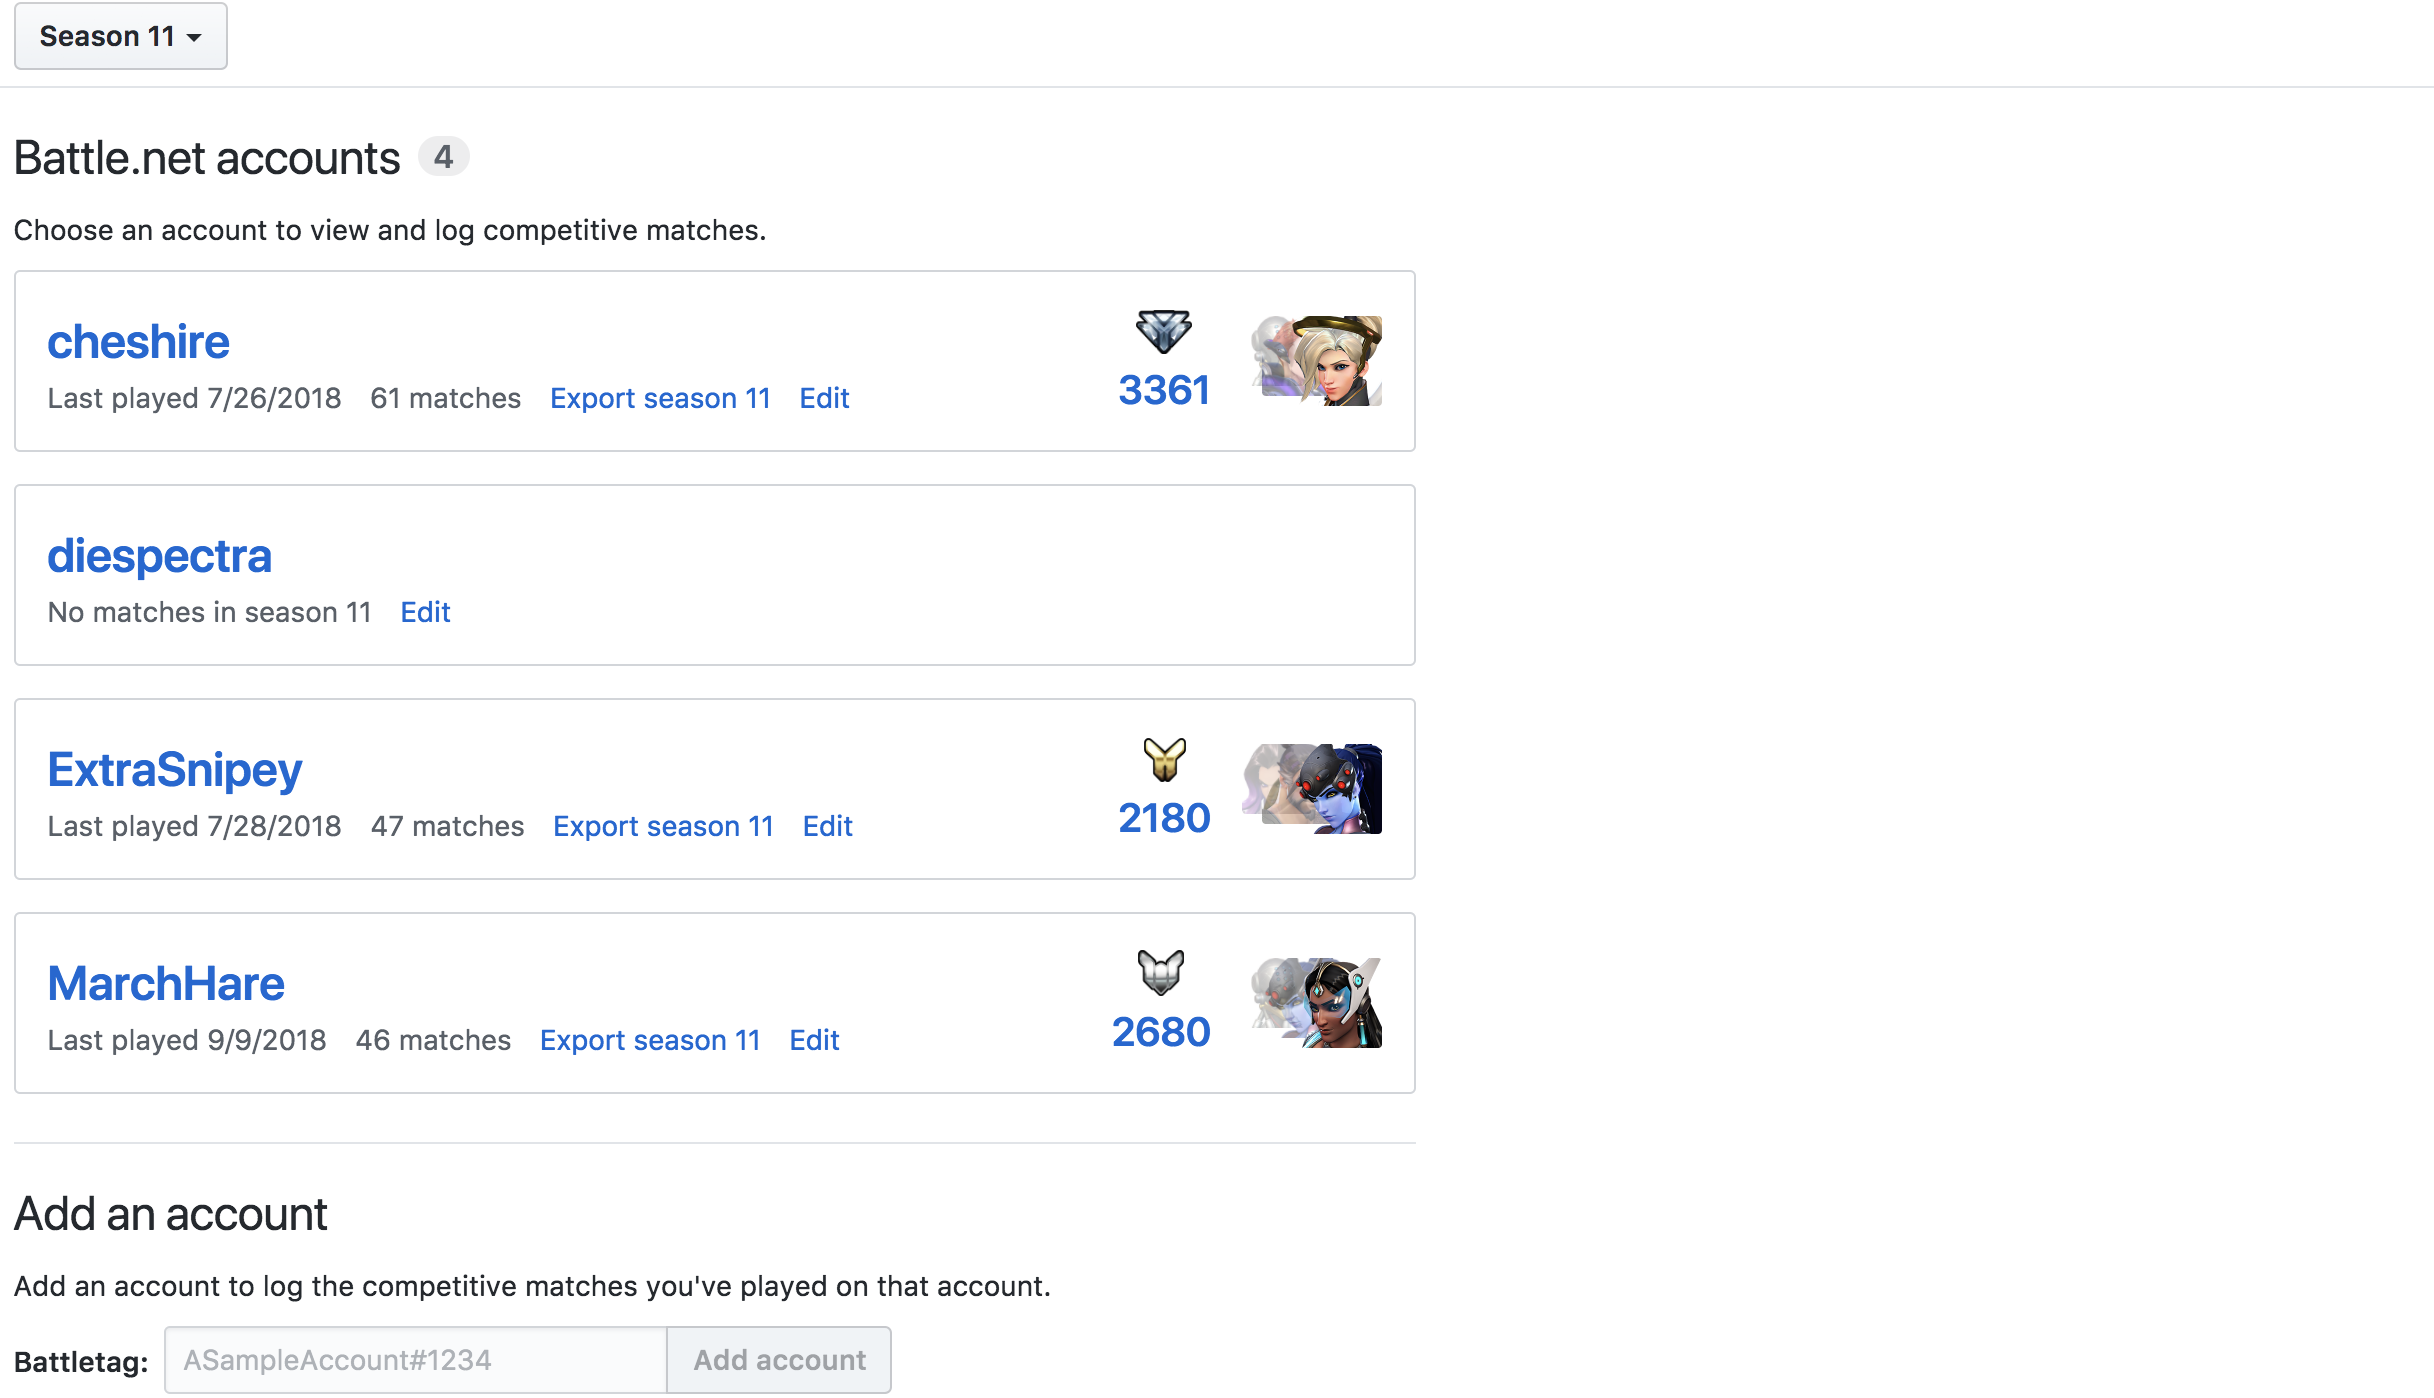 Season 11
Battle.net accounts 4
Choose an account to view and log competitive matches.
cheshire
Last played 7/26/2018 61 matches Export season 11 Edit
3361
diespectra
No matches in season 11 Edit
ExtraSnipey
Last played 7/28/2018 47 matches Export season 11 Edit
2180
MarchHare
Last played 9/9/2018 46 matches Export season 11 Edit
2680
Add an account
Add an account to log the competitive matches you've played on that account.
Battletag: ASampleAccount#1234 Add account